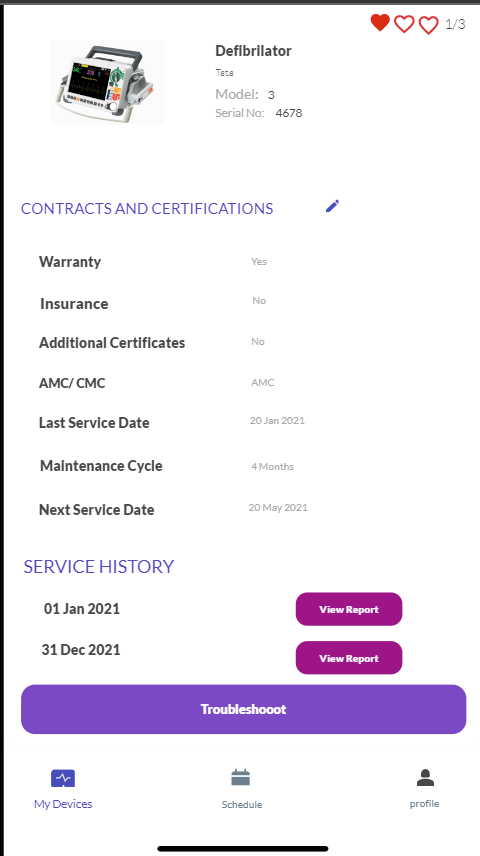 1/3
Defibrilator
Tata
Model: 3
Serial No: 4678
CONTRACTS AND CERTIFICATIONS
Warranty Yes
Insurance No
Additional Certificates No
AMC/ CMC AMC
Last Service Date 20 Jan 2021
Maintenance Cycle 4 Months
Next Service Date 20 May 2021
SERVICE HISTORY
01 Jan 2021 View Report
31 Dec 2021 View Report
Troubleshooot
My Devices Schedule profile